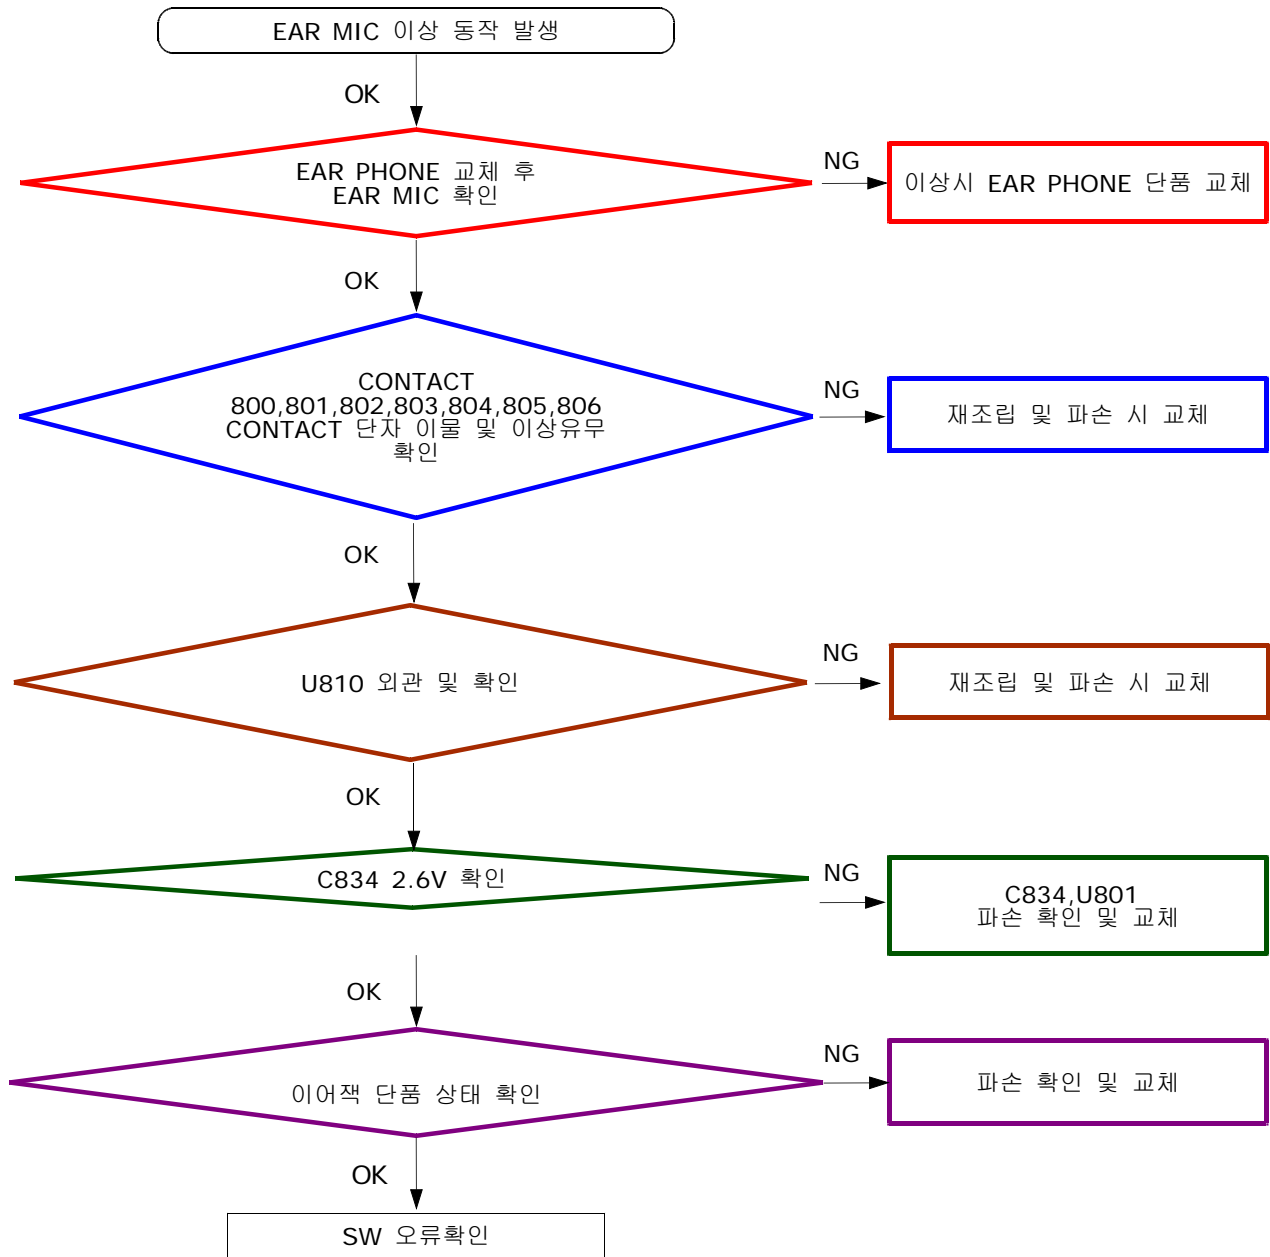 EAR MIC 이상 동작 발생
OK
EAR PHONE 교체 후
EAR MIC 확인
NG
이상시 EAR PHONE 단품 교체
OK
CONTACT
800,801,802,803,804,805,806
CONTACT 단자 이물 및 이상유무
확인
NG
재조립 및 파손 시 교체
OK
U810 외관 및 확인
NG
재조립 및 파손 시 교체
OK
C834 2.6V 확인
NG
C834,U801
파손 확인 및 교체
OK
이어잭 단품 상태 확인
NG
파손 확인 및 교체
OK
SW 오류확인